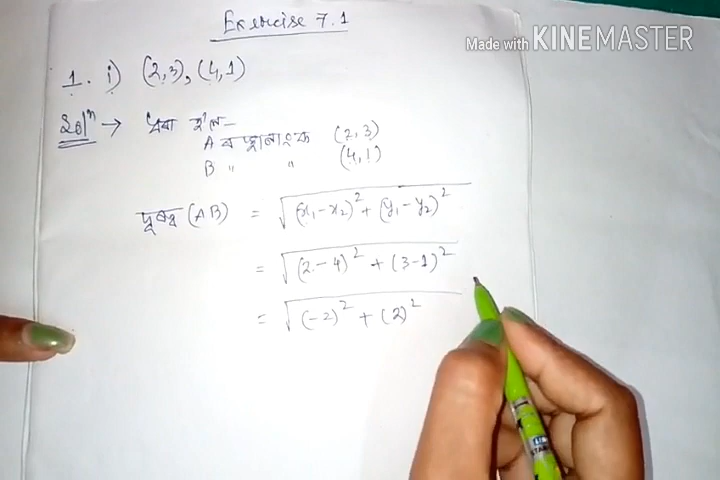 Exercise 7.1
Made with KINEMASTER
1. i) (2,3), (4,1)
Solⁿ → ধৰা হ'ল–
A ৰ স্থানাংক (2,3)
B " " (4,1)
দূৰত্ব (AB) = √(x₁-x₂)² + (y₁-y₂)²
= √(2-4)² + (3-1)²
= √(-2)² + (2)²